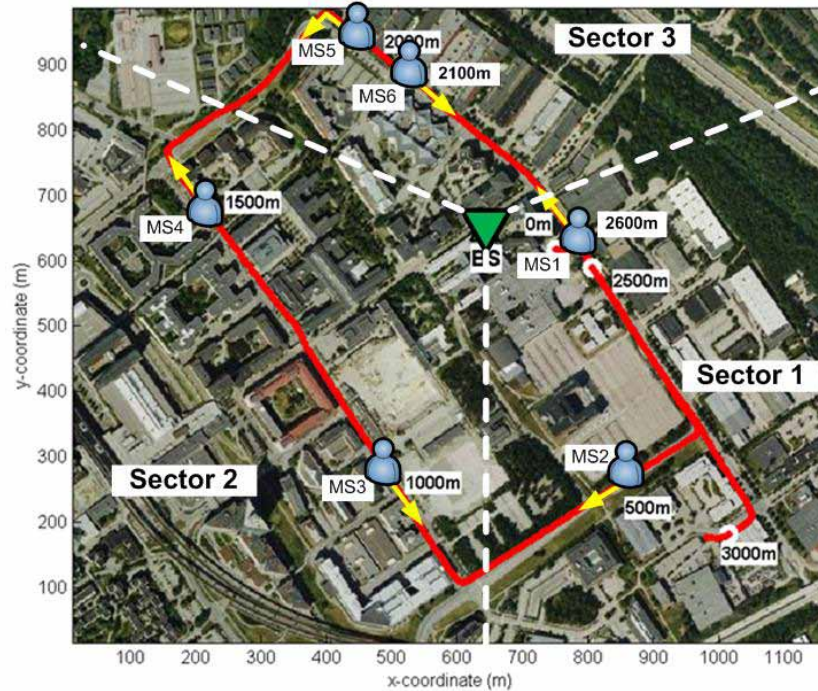 Sector 3
MS5
2000m
MS6
2100m
MS4
1500m
0m
2600m
MS1
BS
2500m
Sector 1
MS2
Sector 2
MS3
1000m
500m
3000m
y-coordinate (m)
900
800
700
600
500
400
300
200
100
100 200 300 400 500 600 700 800 900 1000 1100
x-coordinate (m)